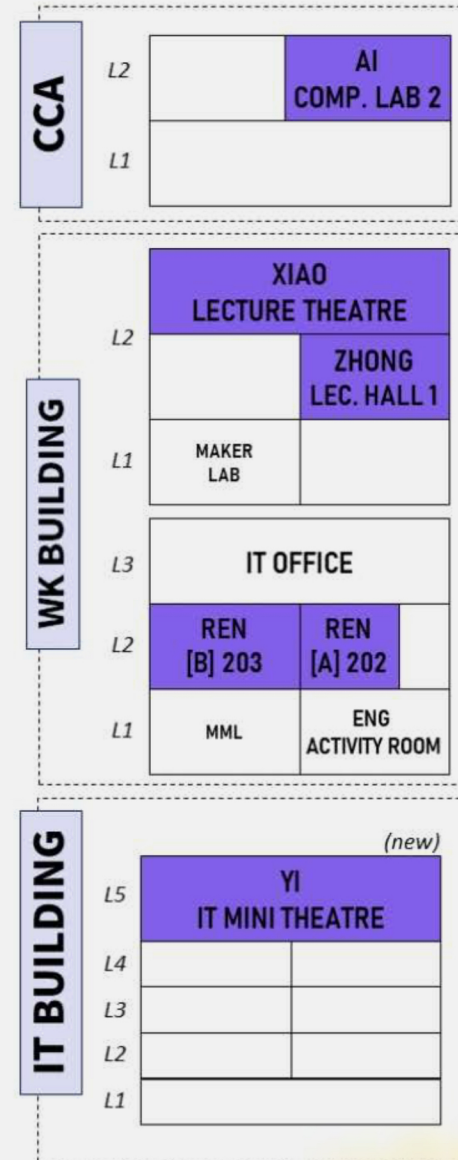 CCA
L2
AI
COMP. LAB 2
L1
WK BUILDING
XIAO
LECTURE THEATRE
L2
ZHONG
LEC. HALL 1
L1
MAKER
LAB
L3
IT OFFICE
L2
REN
[B] 203
REN
[A] 202
L1
MML
ENG
ACTIVITY ROOM
IT BUILDING
(new)
L5
YI
IT MINI THEATRE
L4
L3
L2
L1